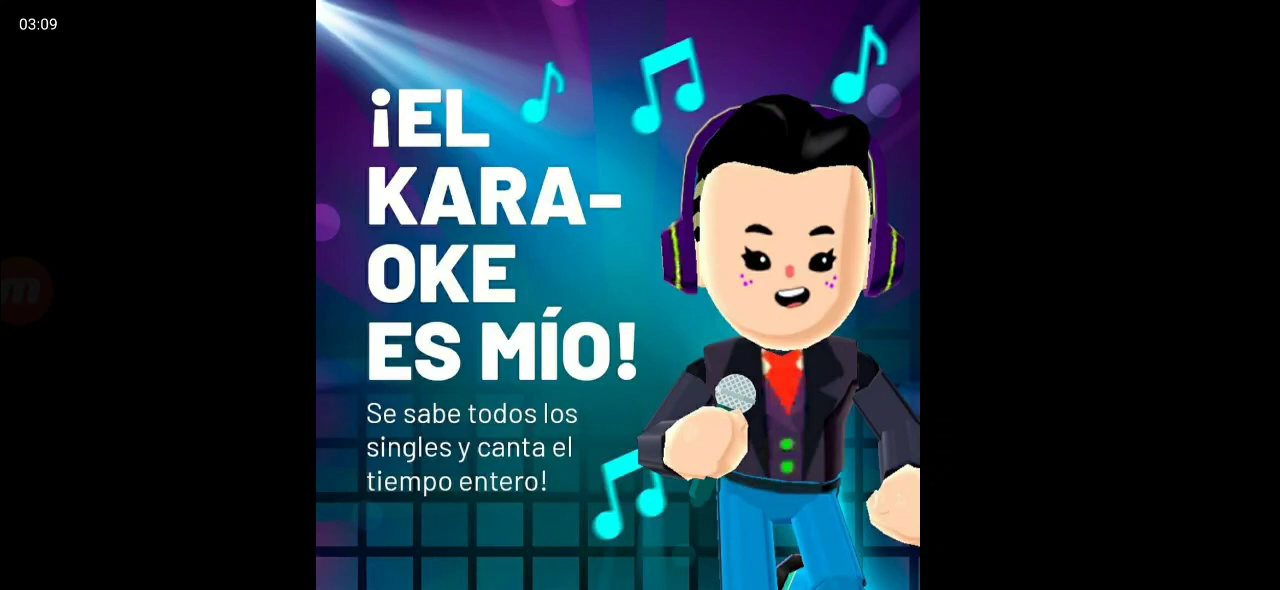 03:09
¡EL
KARA-
OKE
ES MÍO!
Se sabe todos los
singles y canta el
tiempo entero!
m